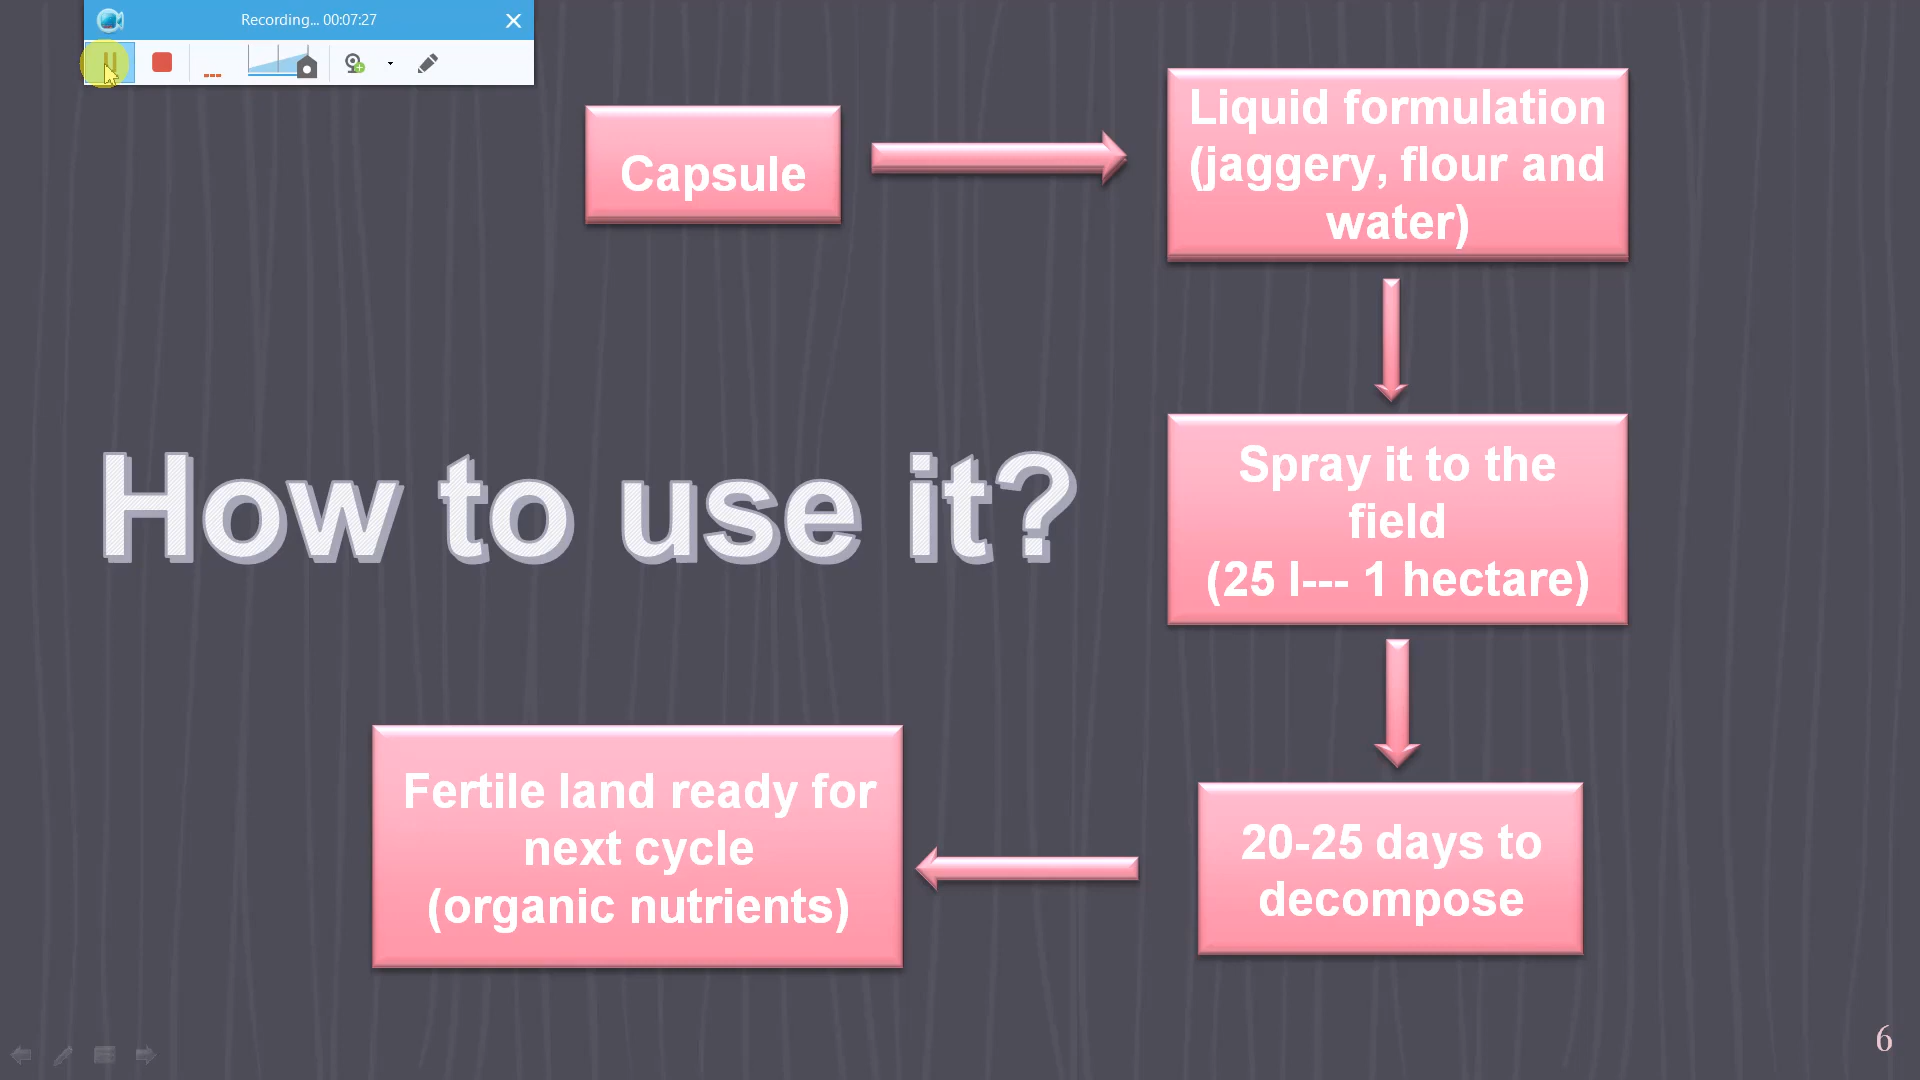 Recording... 00:07:27
Capsule
Liquid formulation
(jaggery, flour and
water)
How to use it?
Spray it to the
field
(25 l--- 1 hectare)
20-25 days to
decompose
Fertile land ready for
next cycle
(organic nutrients)
6